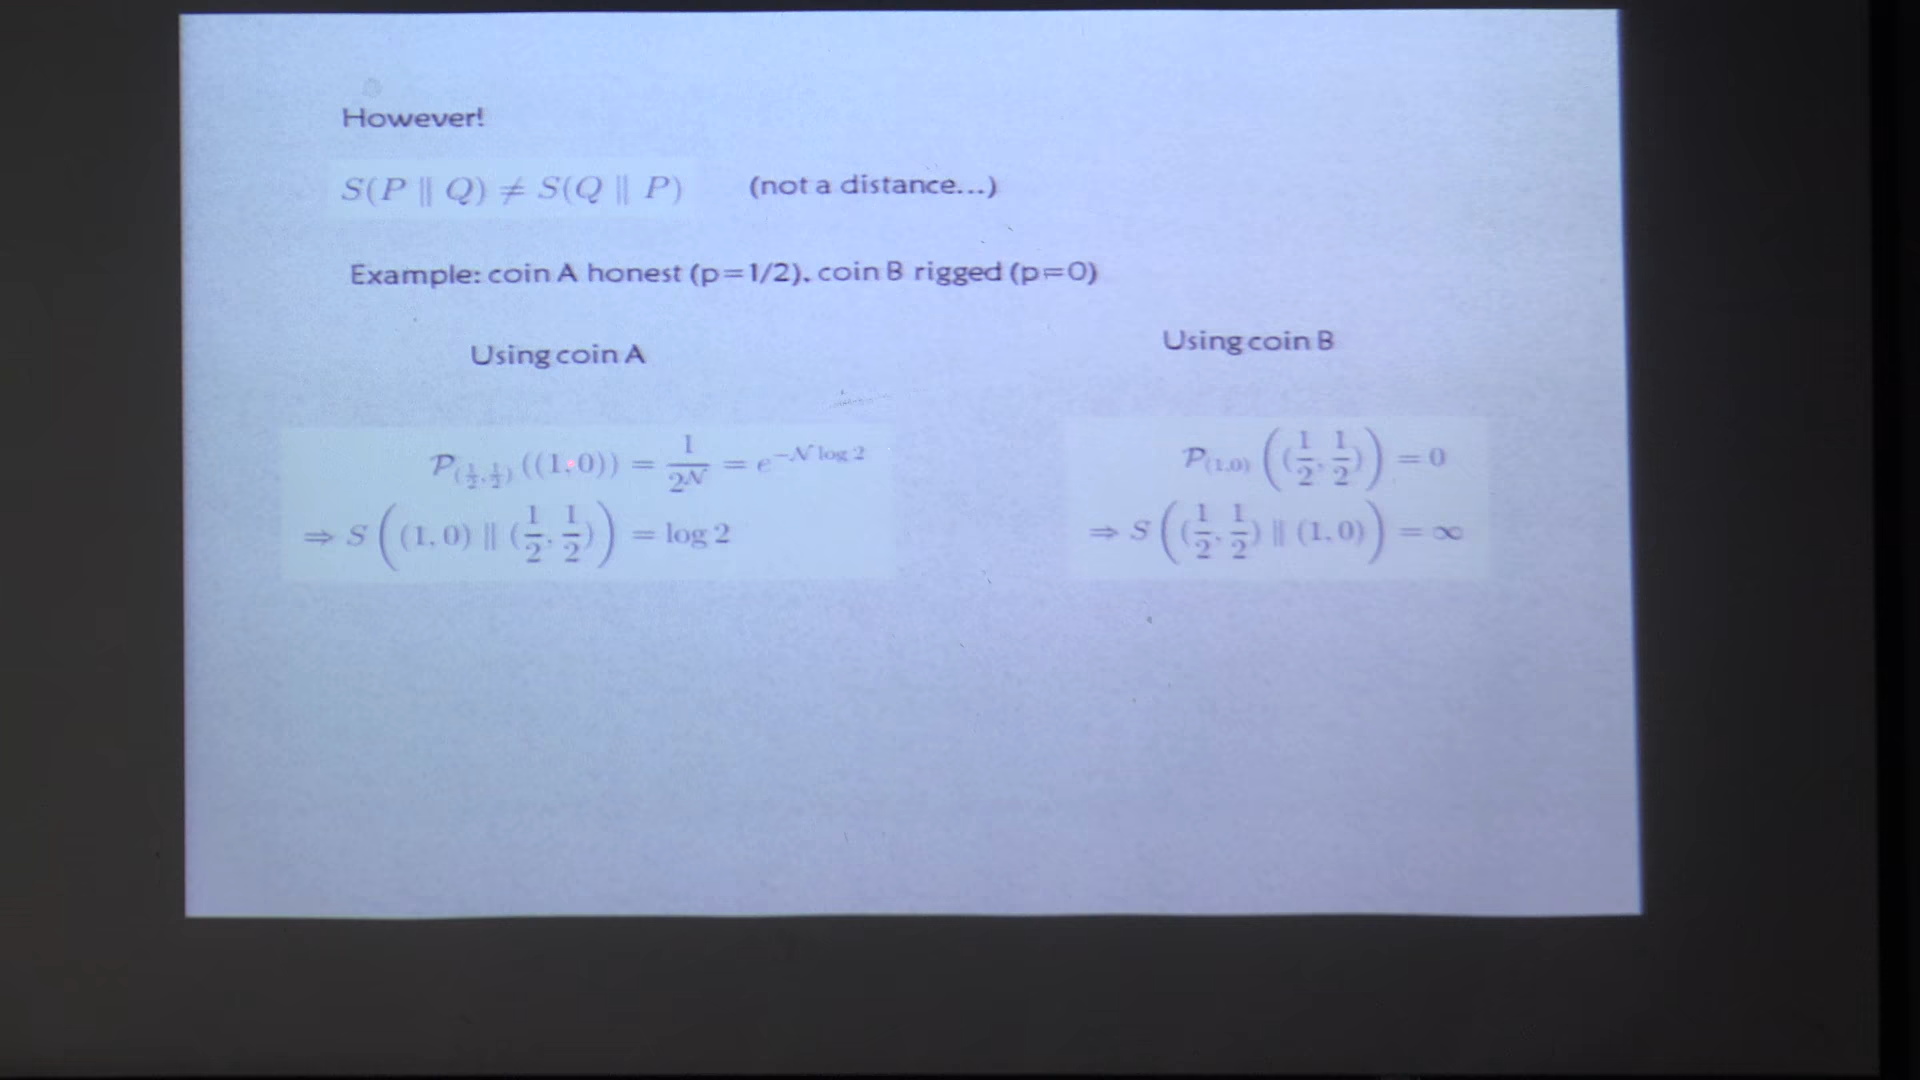 However!
S(P || Q) ≠ S(Q || P) (not a distance...)
Example: coin A honest (p=1/2), coin B rigged (p=0)
Using coin A
𝒫_{(1/2,1/2)}((1,0)) = 1/2^𝒩 = e^{-𝒩 log 2}
⇒ S((1,0) || (1/2, 1/2)) = log 2
Using coin B
𝒫_{(1,0)}((1/2, 1/2)) = 0
⇒ S((1/2, 1/2) || (1,0)) = ∞